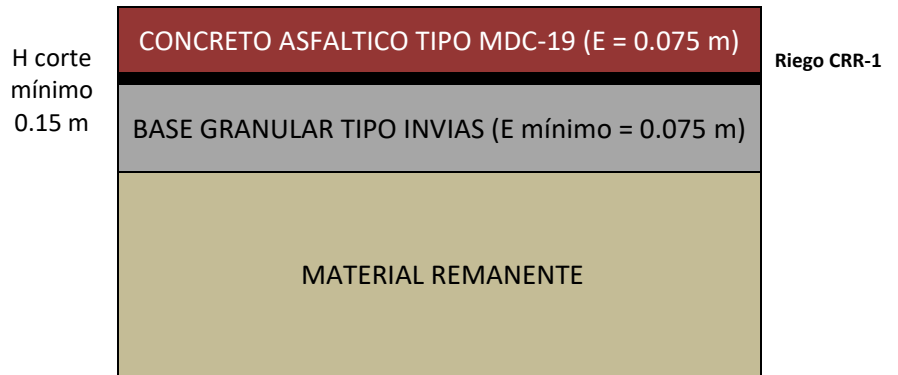 H corte
mínimo
0.15 m
CONCRETO ASFALTICO TIPO MDC-19 (E = 0.075 m)
Riego CRR-1
BASE GRANULAR TIPO INVIAS (E mínimo = 0.075 m)
MATERIAL REMANENTE